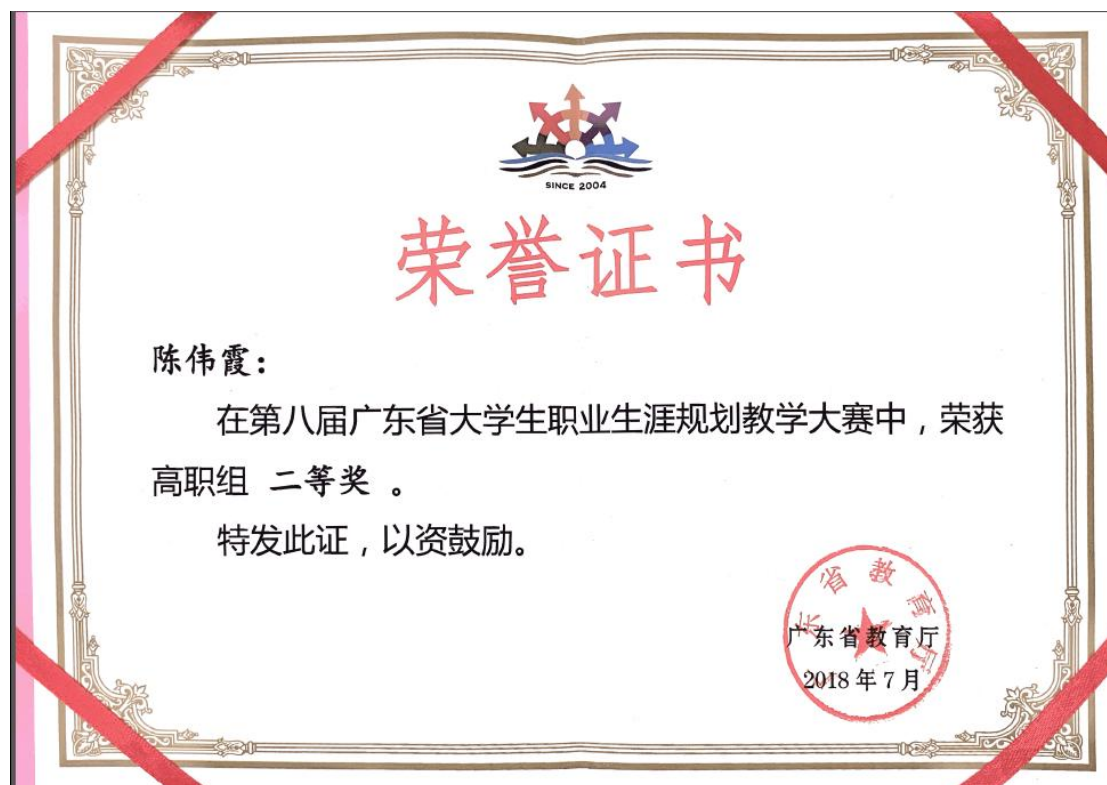 SINCE 2004
荣誉证书
陈伟霞：
在第八届广东省大学生职业生涯规划教学大赛中，荣获
高职组 二等奖 。
特发此证，以资鼓励。
广东省教育厅
广东省教育厅
2018年7月